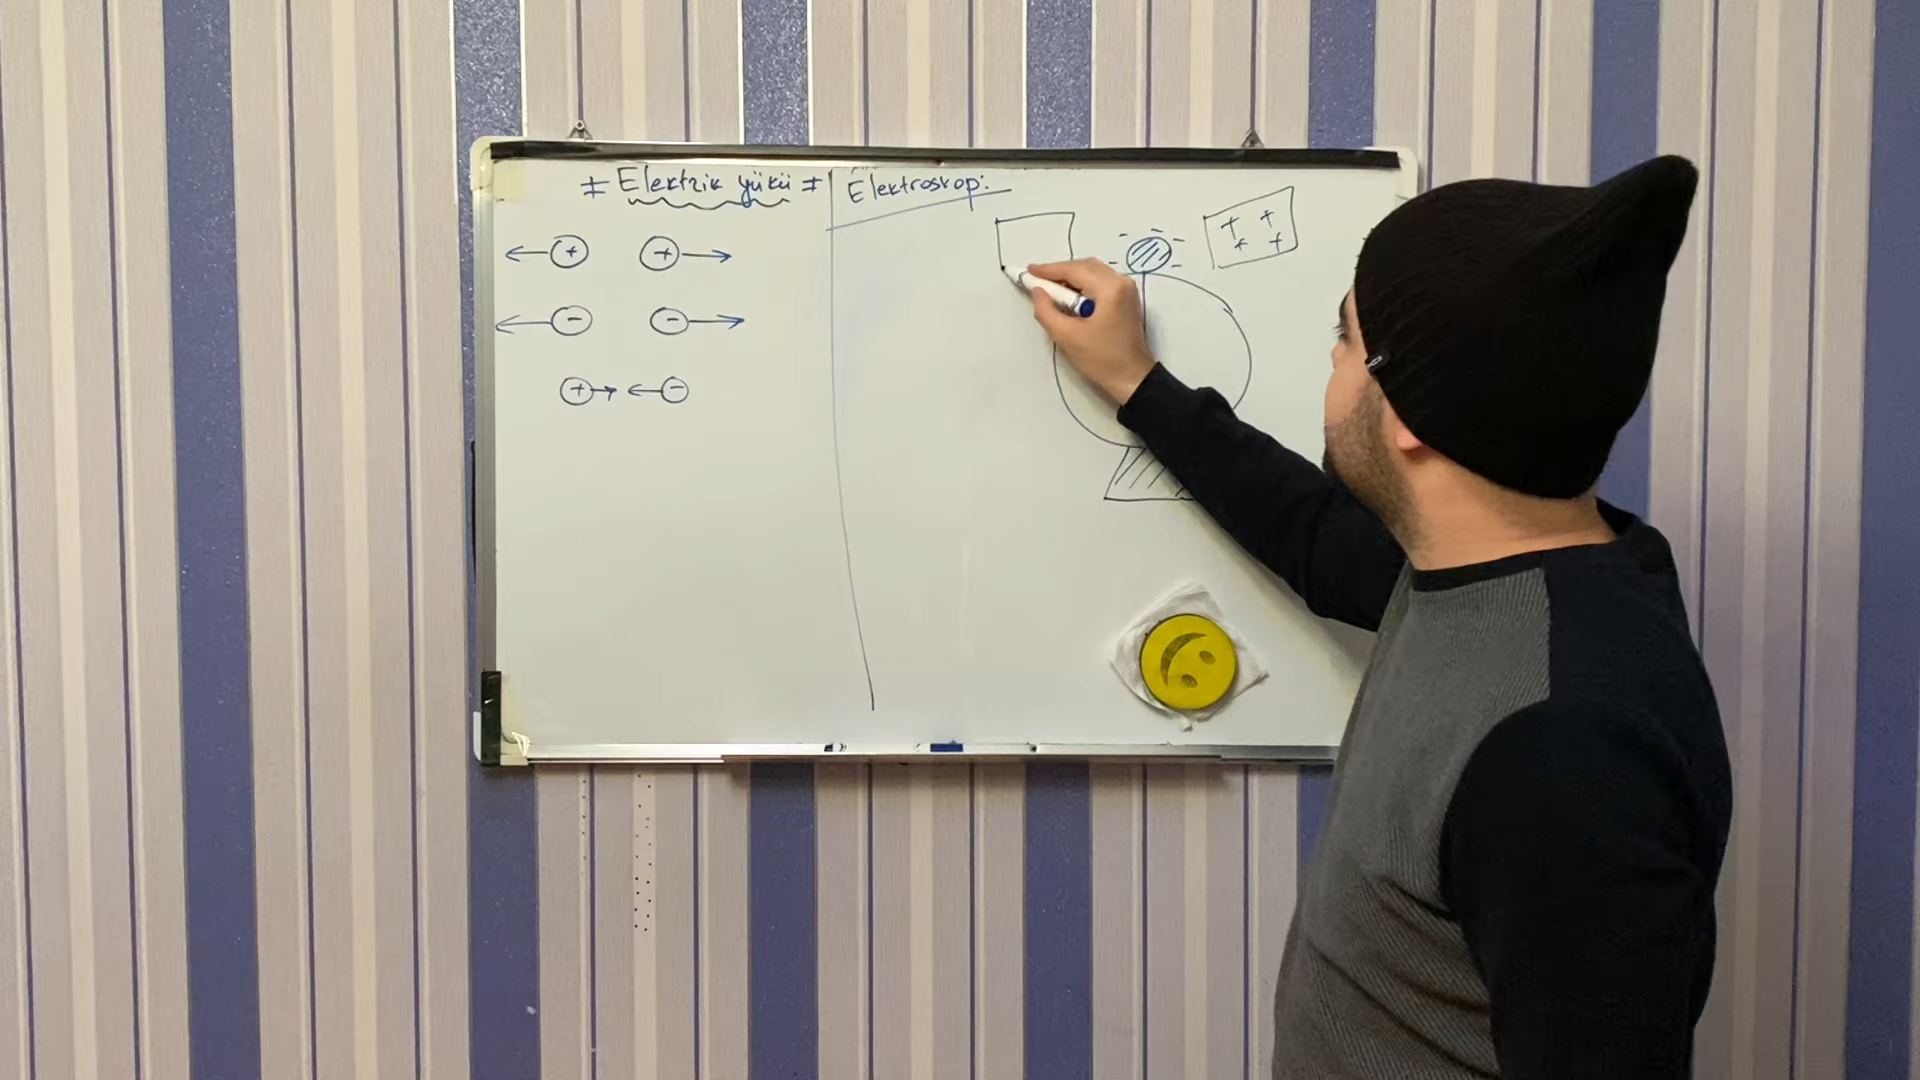 ≠ Elektrik yükü ≠
Elektroskop:
← + + →
← - - →
+ → ← -
- - - - -
+ +
+ +